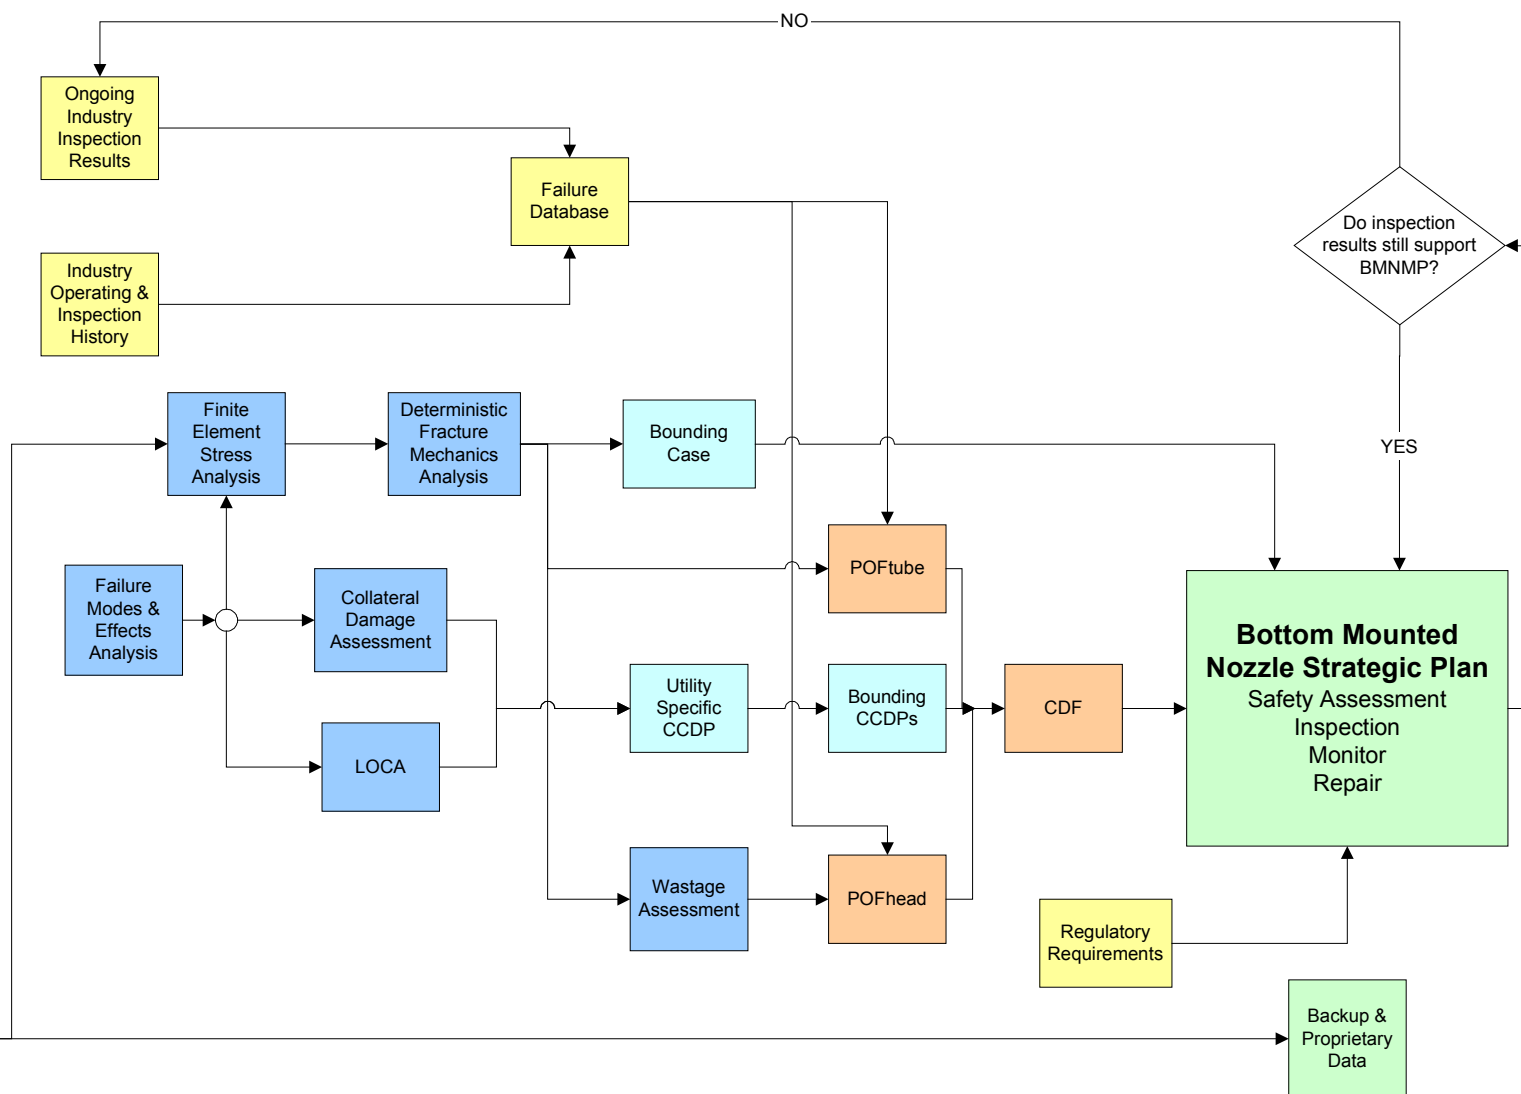 NO
Ongoing
Industry
Inspection
Results
Failure
Database
Do inspection
results still support
BMNMP?
Industry
Operating &
Inspection
History
Finite
Element
Stress
Analysis
Deterministic
Fracture
Mechanics
Analysis
Bounding
Case
YES
POFtube
Failure
Modes &
Effects
Analysis
Collateral
Damage
Assessment
Bottom Mounted
Nozzle Strategic Plan
Safety Assessment
Inspection
Monitor
Repair
Utility
Specific
CCDP
Bounding
CCDPs
CDF
LOCA
Wastage
Assessment
POFhead
Regulatory
Requirements
Backup &
Proprietary
Data